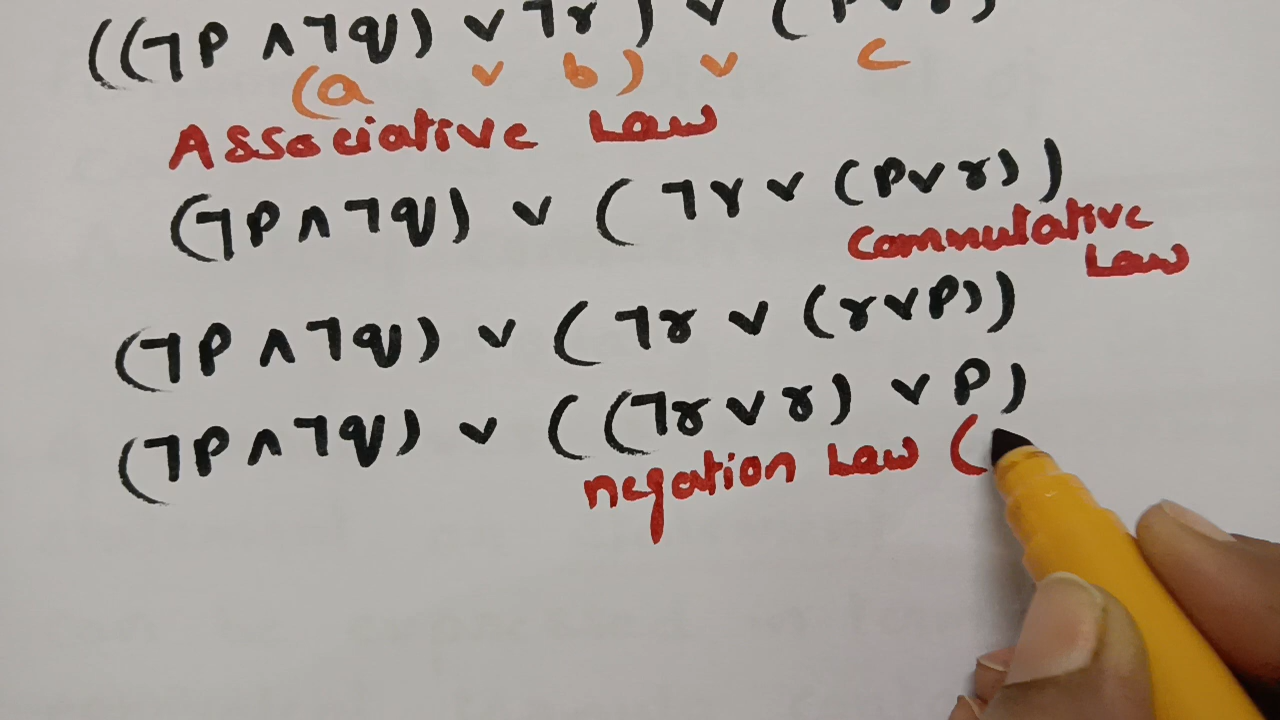 ((¬p ∧ ¬q) ∨ ¬r) ∨ (p∨r)
(a ∨ b) ∨ c
Associative Law
(¬p ∧ ¬q) ∨ (¬r ∨ (p∨r))
Commutative
Law
(¬p ∧ ¬q) ∨ (¬r ∨ (r∨p))
(¬p ∧ ¬q) ∨ ((¬r ∨ r) ∨ p)
negation Law (